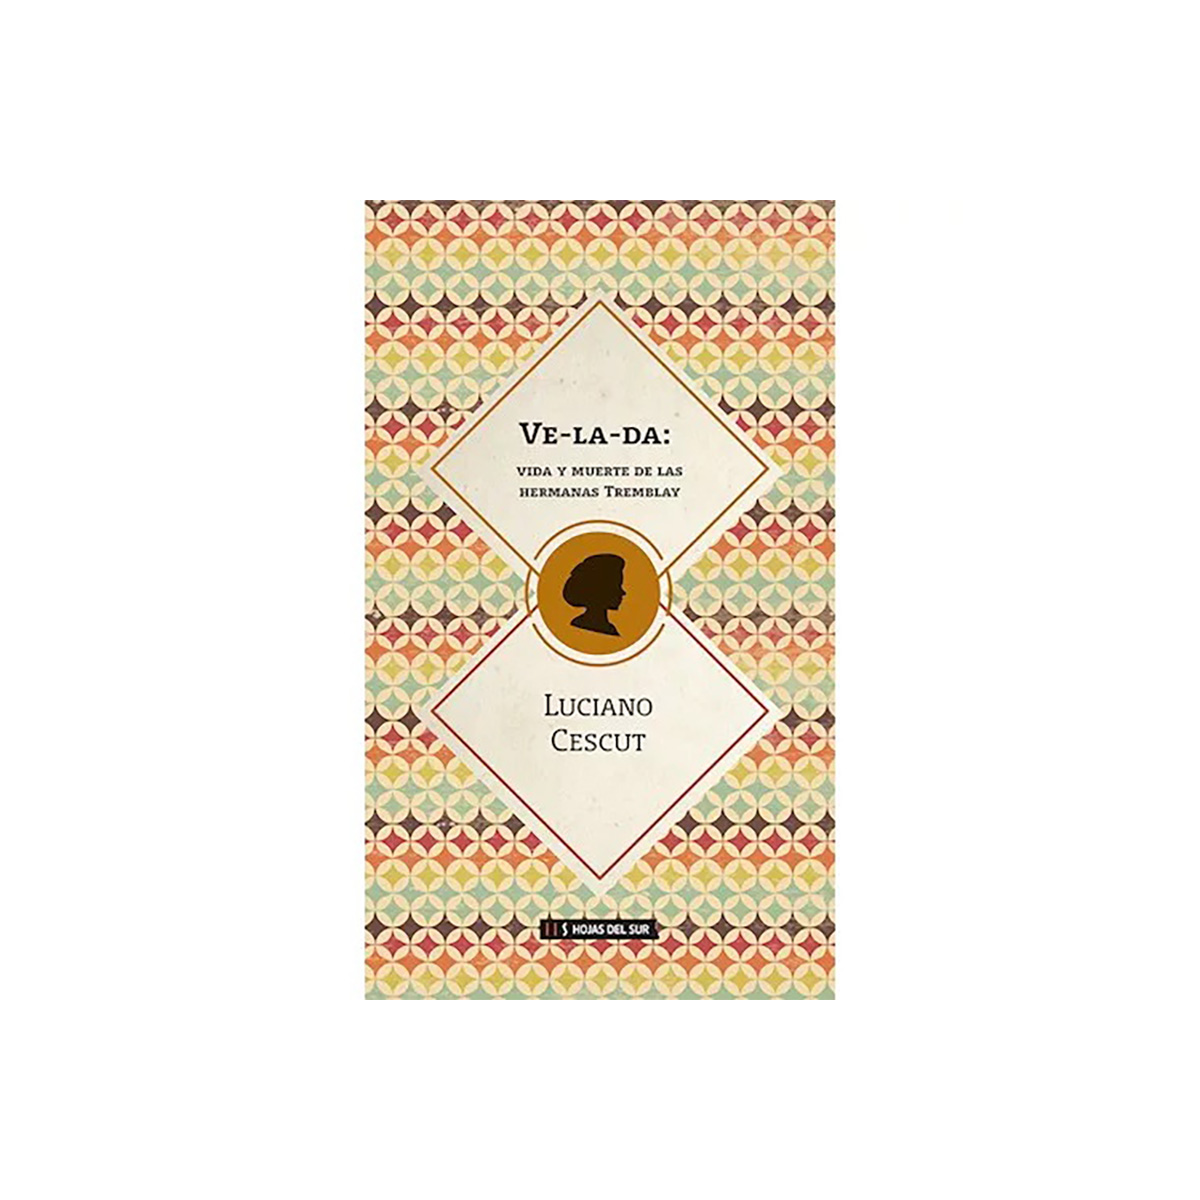 Ve-la-da:
vida y muerte de las
hermanas Tremblay
Luciano
Cescut
HOJAS DEL SUR